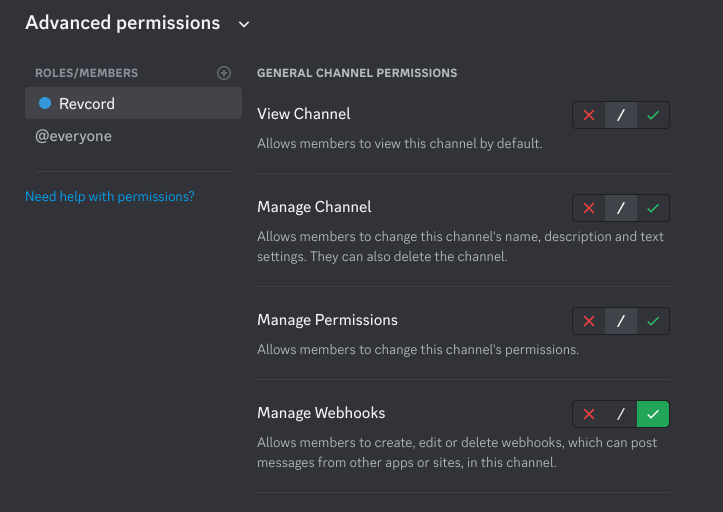 Advanced permissions
ROLES/MEMBERS
Revcord
@everyone
Need help with permissions?
GENERAL CHANNEL PERMISSIONS
View Channel
Allows members to view this channel by default.
Manage Channel
Allows members to change this channel's name, description and text
settings. They can also delete the channel.
Manage Permissions
Allows members to change this channel's permissions.
Manage Webhooks
Allows members to create, edit or delete webhooks, which can post
messages from other apps or sites, in this channel.